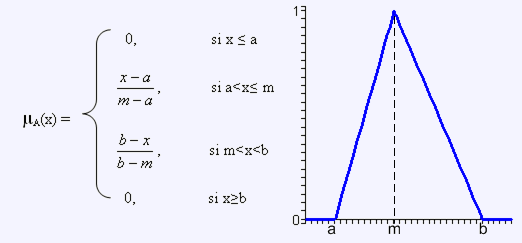 0, si x ≤ a
x − a
m − a , si a<x≤ m
μA(x) =
b − x
b − m , si m<x<b
0, si x≥b
1
0
a m b